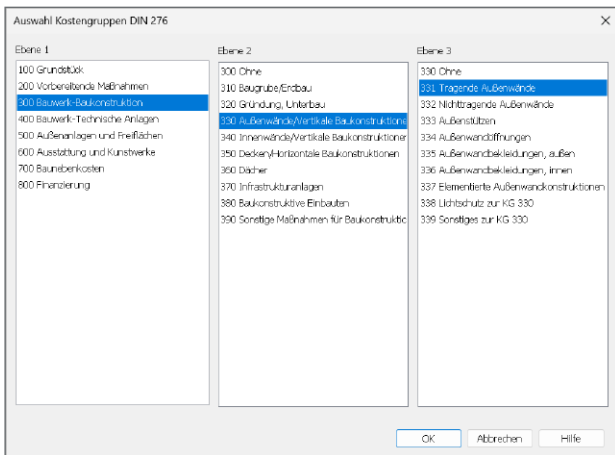 Auswahl Kostengruppen DIN 276
Ebene 1
100 Grundstück
200 Vorbereitende Maßnahmen
300 Bauwerk-Baukonstruktion
400 Bauwerk-Technische Anlagen
500 Außenanlagen und Freiflächen
600 Ausstattung und Kunstwerke
700 Baunebenkosten
800 Finanzierung
Ebene 2
300 Ohne
310 Baugrube/Erdbau
320 Gründung, Unterbau
330 Außenwände/Vertikale Baukonstruktione
340 Innenwände/Vertikale Baukonstruktioner
350 Decken/Horizontale Baukonstruktionen
360 Dächer
370 Infrastrukturanlagen
380 Baukonstruktive Einbauten
390 Sonstige Maßnahmen für Baukonstruktic
Ebene 3
330 Ohne
331 Tragende Außenwände
332 Nichttragende Außenwände
333 Außenstützen
334 Außenwandöffnungen
335 Außenwandbekleidungen, außen
336 Außenwandbekleidungen, innen
337 Elementierte Außenwandkonstruktionen
338 Lichtschutz zur KG 330
339 Sonstiges zur KG 330
OK
Abbrechen
Hilfe